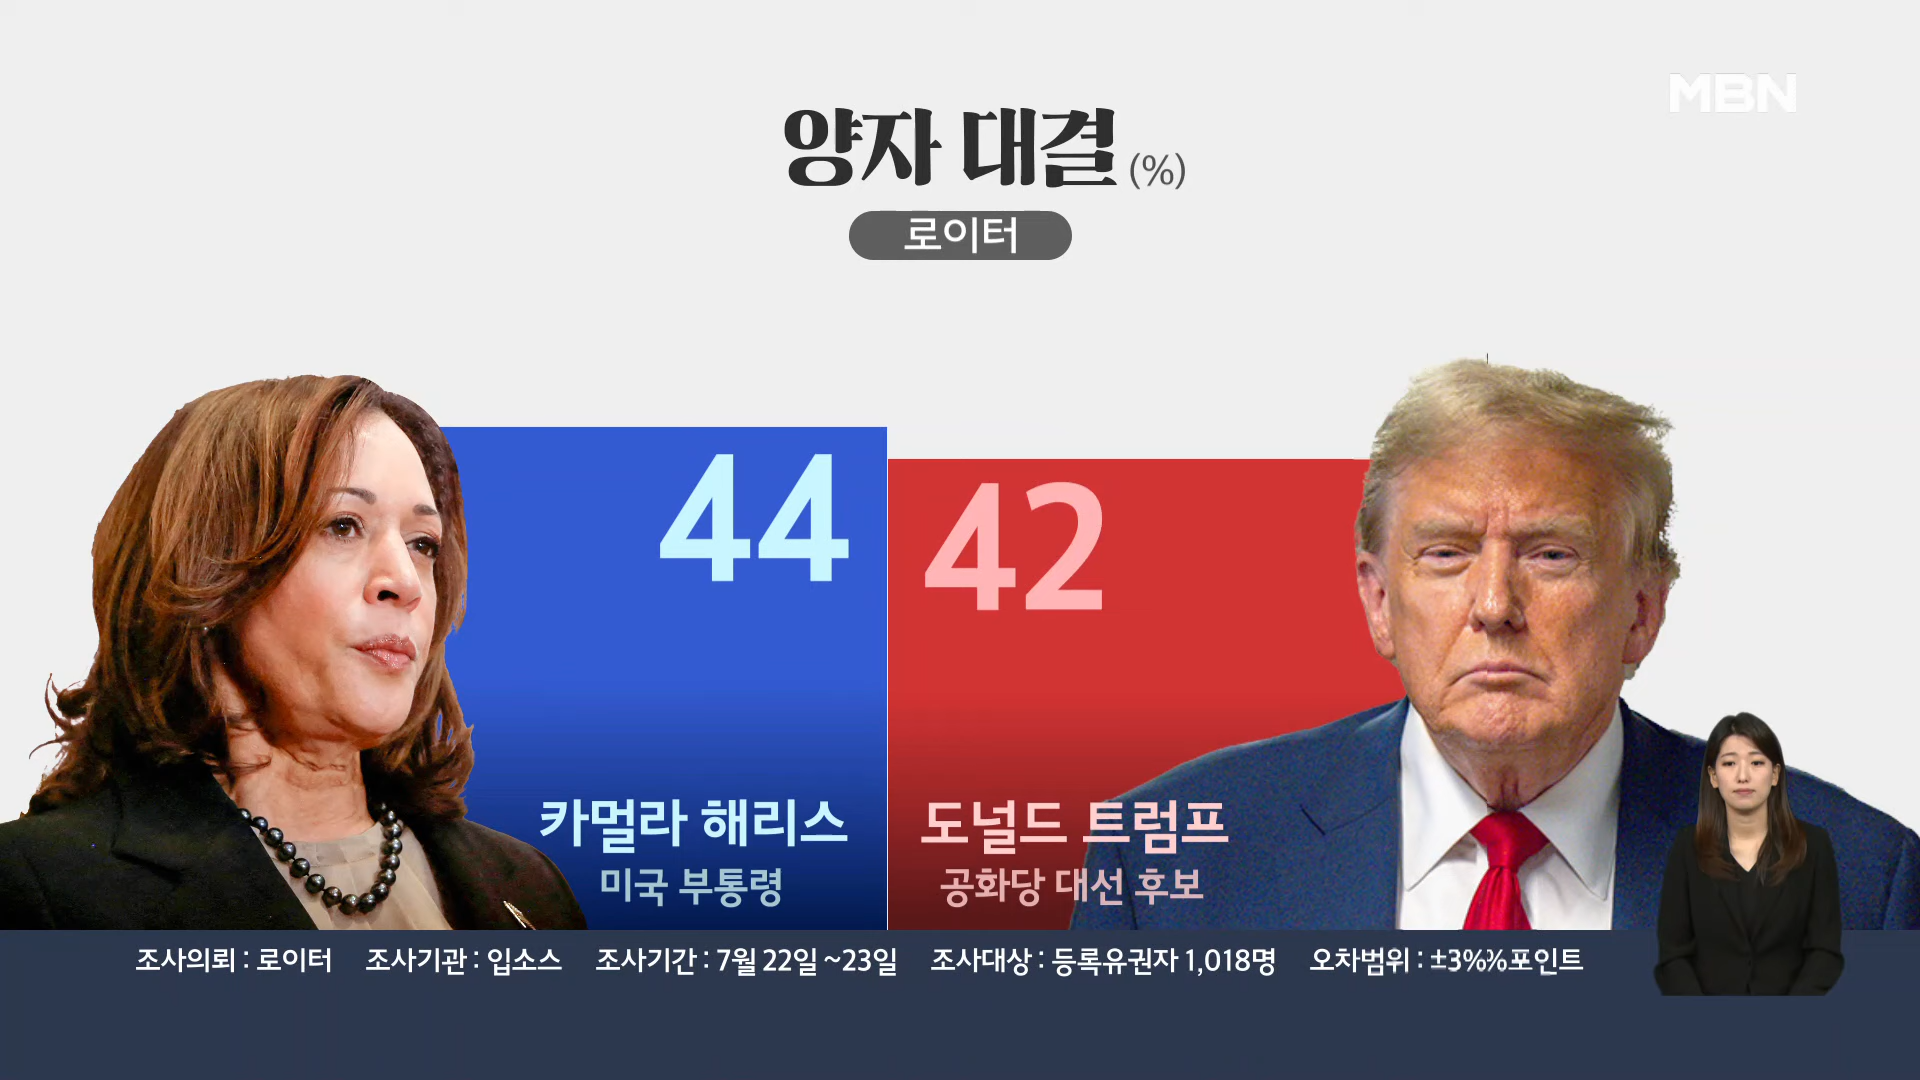 MBN
양자 대결 (%)
로이터
44
42
카멀라 해리스
미국 부통령
도널드 트럼프
공화당 대선 후보
조사의뢰 : 로이터 조사기관 : 입소스 조사기간 : 7월 22일 ~23일 조사대상 : 등록유권자 1,018명 오차범위 : ±3%%포인트